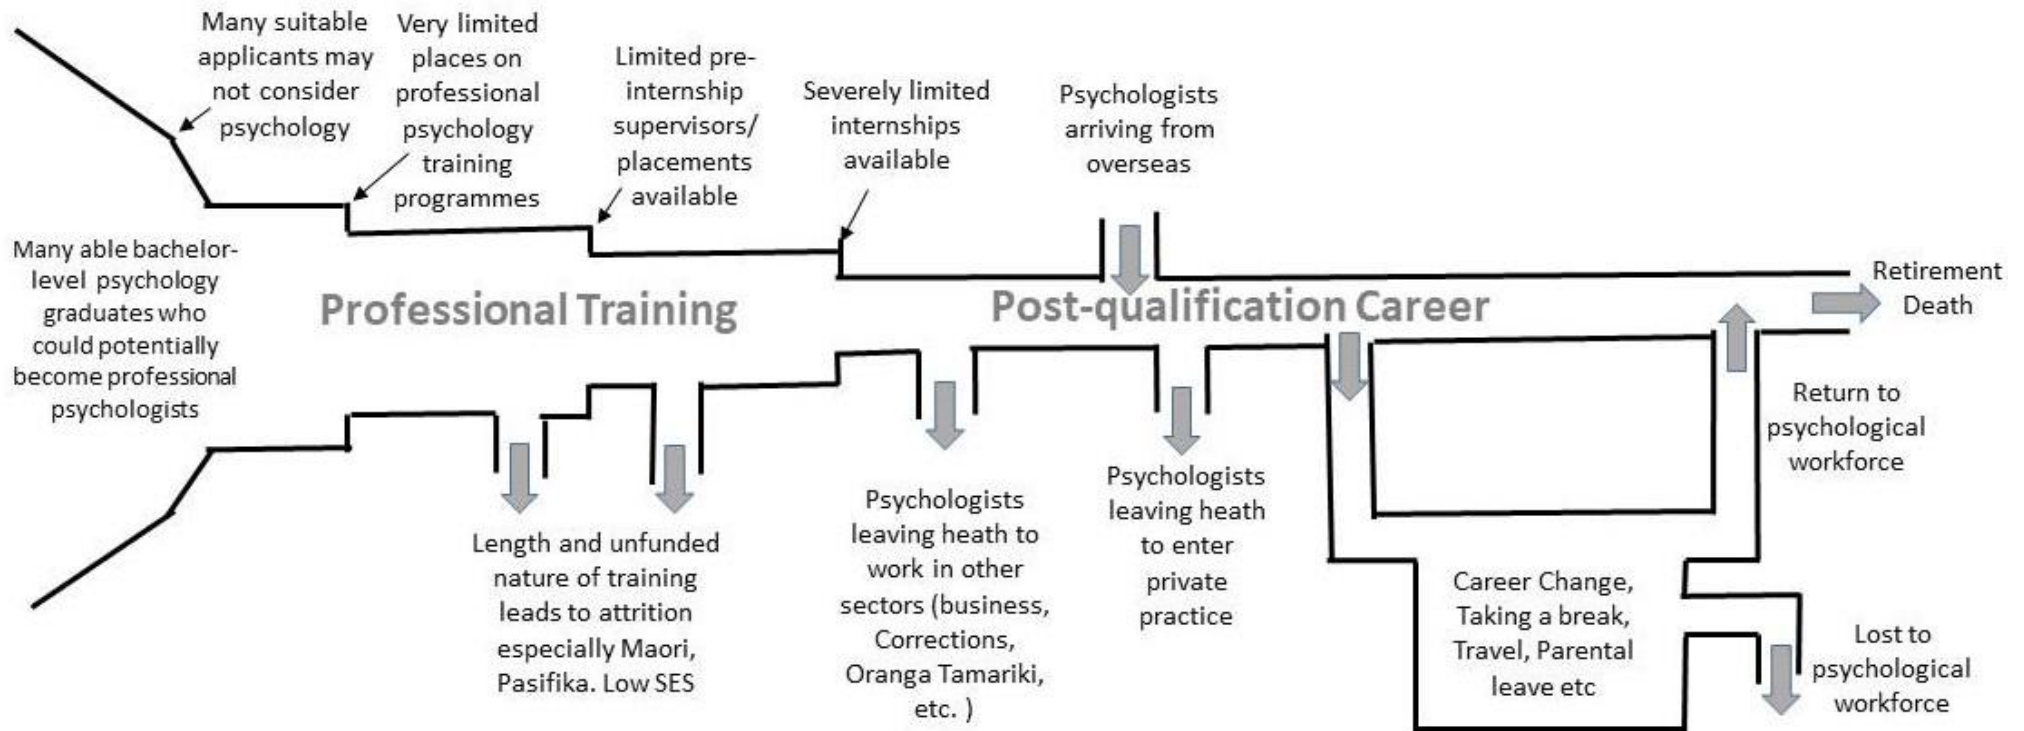 Many suitable
applicants may
not consider
psychology
Very limited
places on
professional
psychology
training
programmes
Limited pre-
internship
supervisors/
placements
available
Severely limited
internships
available
Psychologists
arriving from
overseas
Many able bachelor-
level psychology
graduates who
could potentially
become professional
psychologists
Professional Training
Post-qualification Career
Retirement
Death
Return to
psychological
workforce
Length and unfunded
nature of training
leads to attrition
especially Maori,
Pasifika. Low SES
Psychologists
leaving heath to
work in other
sectors (business,
Corrections,
Oranga Tamariki,
etc. )
Psychologists
leaving heath
to enter
private
practice
Career Change,
Taking a break,
Travel, Parental
leave etc
Lost to
psychological
workforce